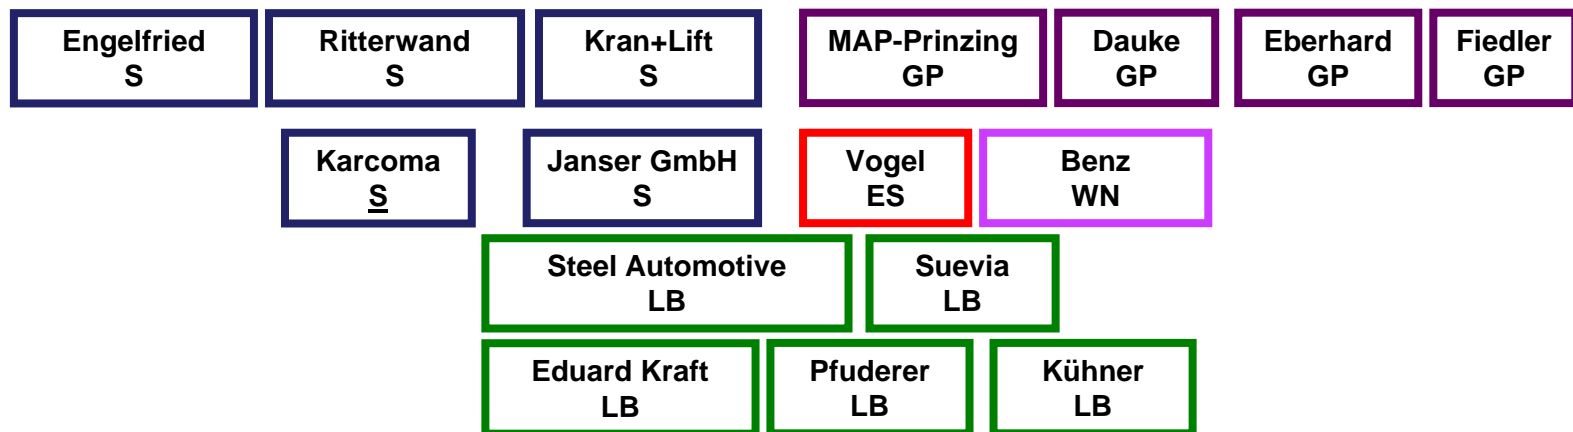 Engelfried
S
Ritterwand
S
Kran+Lift
S
MAP-Prinzing
GP
Dauke
GP
Eberhard
GP
Fiedler
GP
Karcoma
S
Janser GmbH
S
Vogel
ES
Benz
WN
Steel Automotive
LB
Suevia
LB
Eduard Kraft
LB
Pfuderer
LB
Kühner
LB